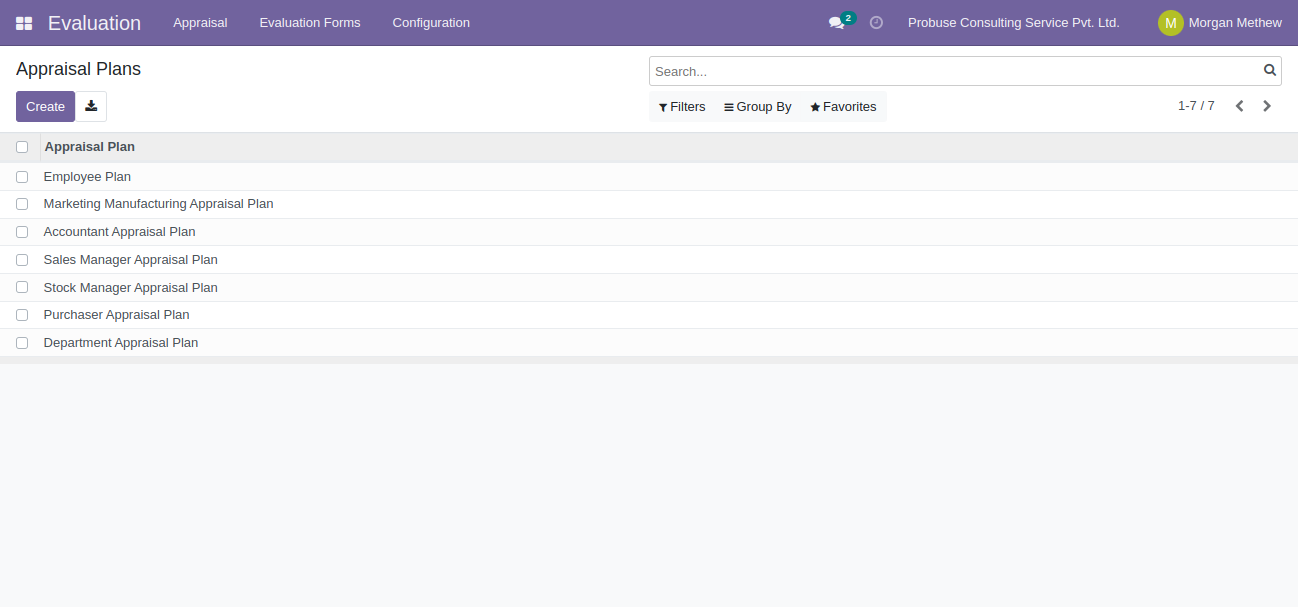 Evaluation Appraisal Evaluation Forms Configuration 2 Probuse Consulting Service Pvt. Ltd. M Morgan Methew
Appraisal Plans
Search...
Create Filters Group By Favorites 1-7 / 7
Appraisal Plan
Employee Plan
Marketing Manufacturing Appraisal Plan
Accountant Appraisal Plan
Sales Manager Appraisal Plan
Stock Manager Appraisal Plan
Purchaser Appraisal Plan
Department Appraisal Plan